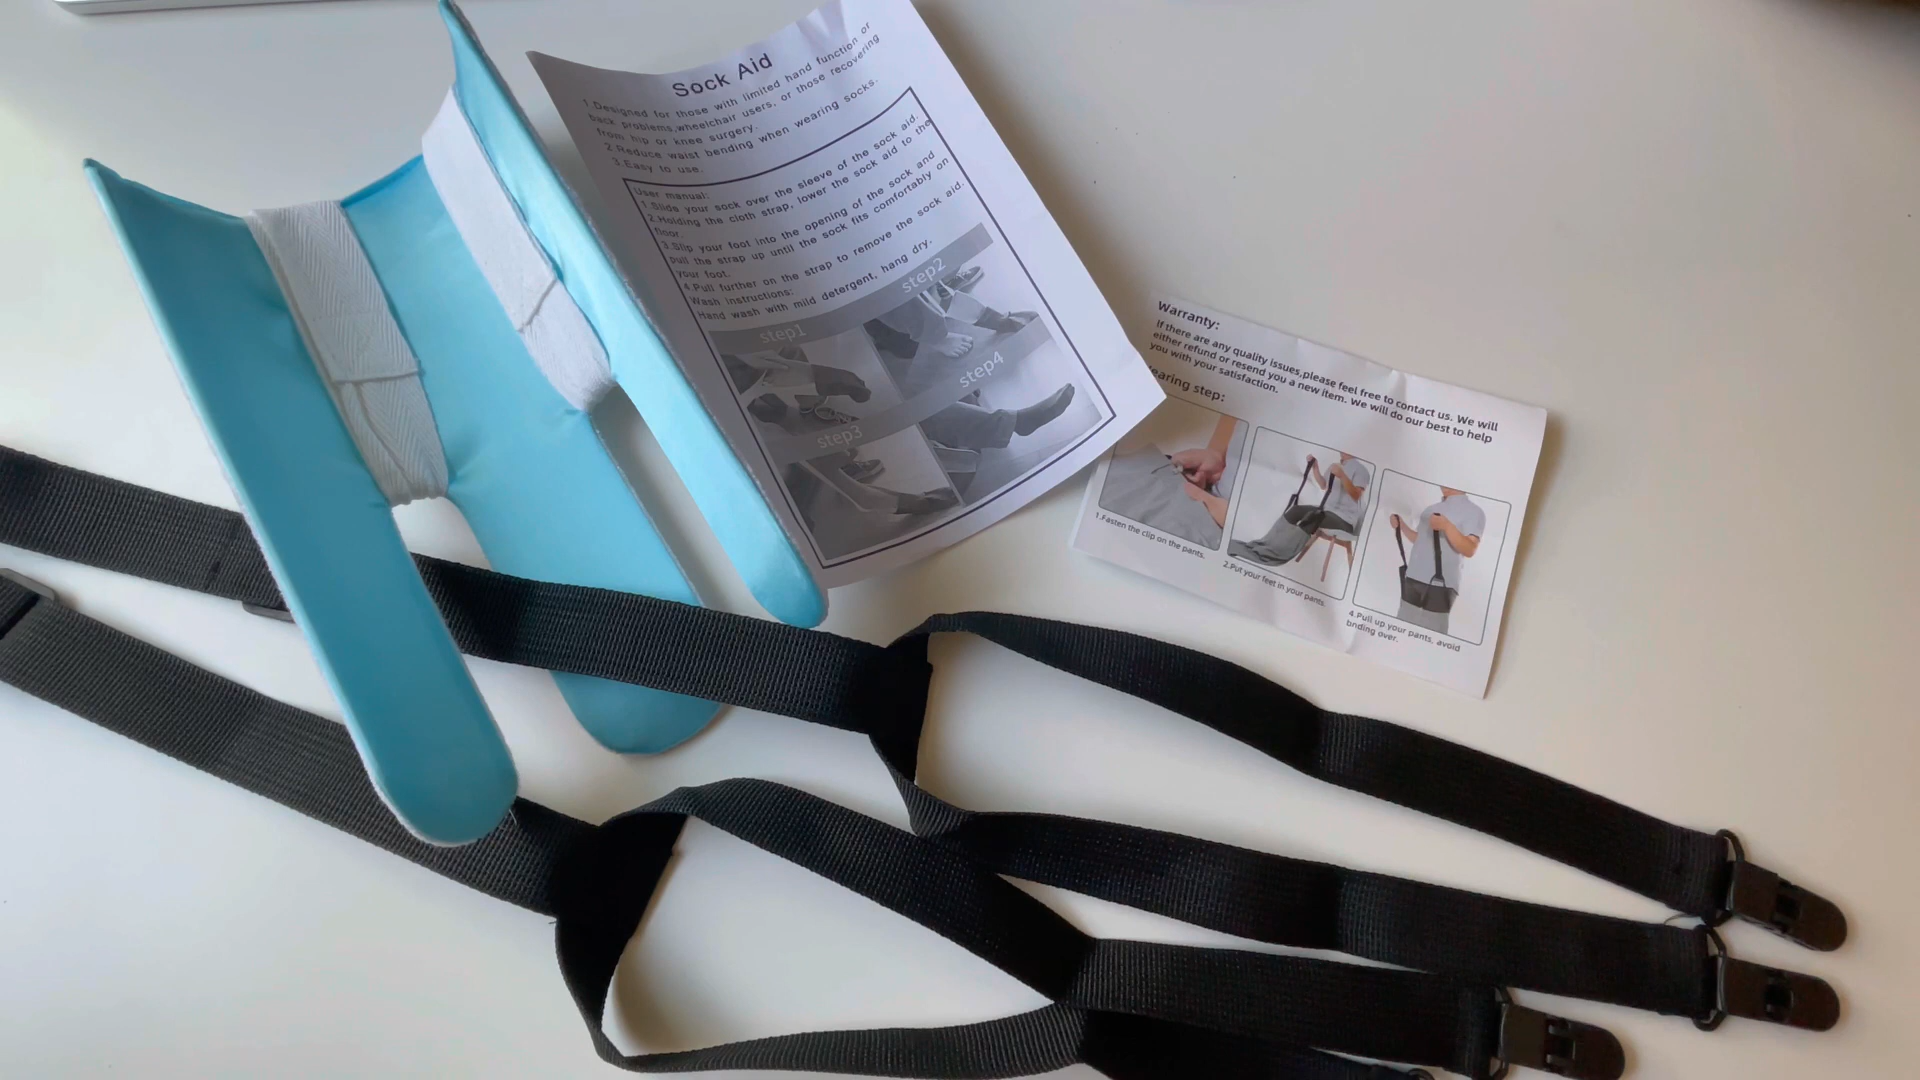 Sock Aid
1.Designed for those with limited hand function or
back problems,wheelchair users, or those recovering
from hip or knee surgery.
2.Reduce waist bending when wearing socks.
3.Easy to use.
User manual:
1.Slide your sock over the sleeve of the sock aid.
2.Holding the cloth strap, lower the sock aid to the
floor.
3.Slip your foot into the opening of the sock and
pull the strap up until the sock fits comfortably on
your foot.
4.Pull further on the strap to remove the sock aid.
Wash instructions:
Hand wash with mild detergent, hang dry.
step1
step2
step3
step4
Warranty:
If there are any quality issues,please feel free to contact us. We will
either refund or resend you a new item. We will do our best to help
you with your satisfaction.
earing step:
1.Fasten the clip on the pants.
2.Put your feet in your pants.
4.Pull up your pants, avoid
bnding over.